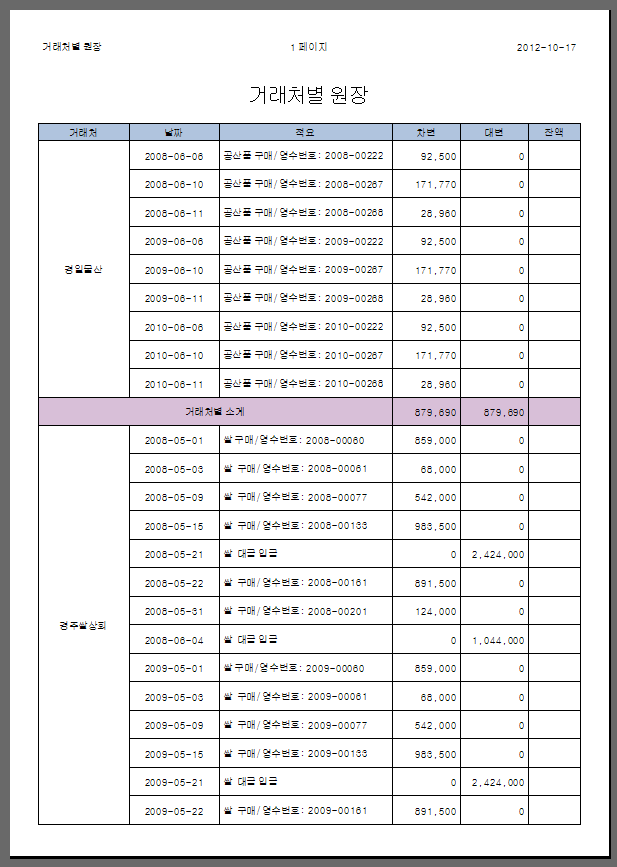 거래처별 원장 1 페이지 2012-10-17
거래처별 원장
거래처 날짜 적요 차변 대변 잔액
2008-06-06 공산품 구매/영수번호: 2008-00222 92,500 0
2008-06-10 공산품 구매/영수번호: 2008-00267 171,770 0
2008-06-11 공산품 구매/영수번호: 2008-00268 28,960 0
2009-06-06 공산품 구매/영수번호: 2009-00222 92,500 0
경일물산 2009-06-10 공산품 구매/영수번호: 2009-00267 171,770 0
2009-06-11 공산품 구매/영수번호: 2009-00268 28,960 0
2010-06-06 공산품 구매/영수번호: 2010-00222 92,500 0
2010-06-10 공산품 구매/영수번호: 2010-00267 171,770 0
2010-06-11 공산품 구매/영수번호: 2010-00268 28,960 0
거래처별 소계 879,690 879,690
2008-05-01 쌀구매/영수번호: 2008-00060 859,000 0
2008-05-03 쌀 구매/영수번호: 2008-00061 68,000 0
2008-05-09 쌀 구매/영수번호: 2008-00077 542,000 0
2008-05-15 쌀 구매/영수번호: 2008-00133 983,500 0
2008-05-21 쌀 대금 입금 0 2,424,000
2008-05-22 쌀 구매/영수번호: 2008-00161 891,500 0
2008-05-31 쌀 구매/영수번호: 2008-00201 124,000 0
경주쌀상회 2008-06-04 쌀 대금 입금 0 1,044,000
2009-05-01 쌀구매/영수번호: 2009-00060 859,000 0
2009-05-03 쌀 구매/영수번호: 2009-00061 68,000 0
2009-05-09 쌀 구매/영수번호: 2009-00077 542,000 0
2009-05-15 쌀 구매/영수번호: 2009-00133 983,500 0
2009-05-21 쌀 대금 입금 0 2,424,000
2009-05-22 쌀 구매/영수번호: 2009-00161 891,500 0